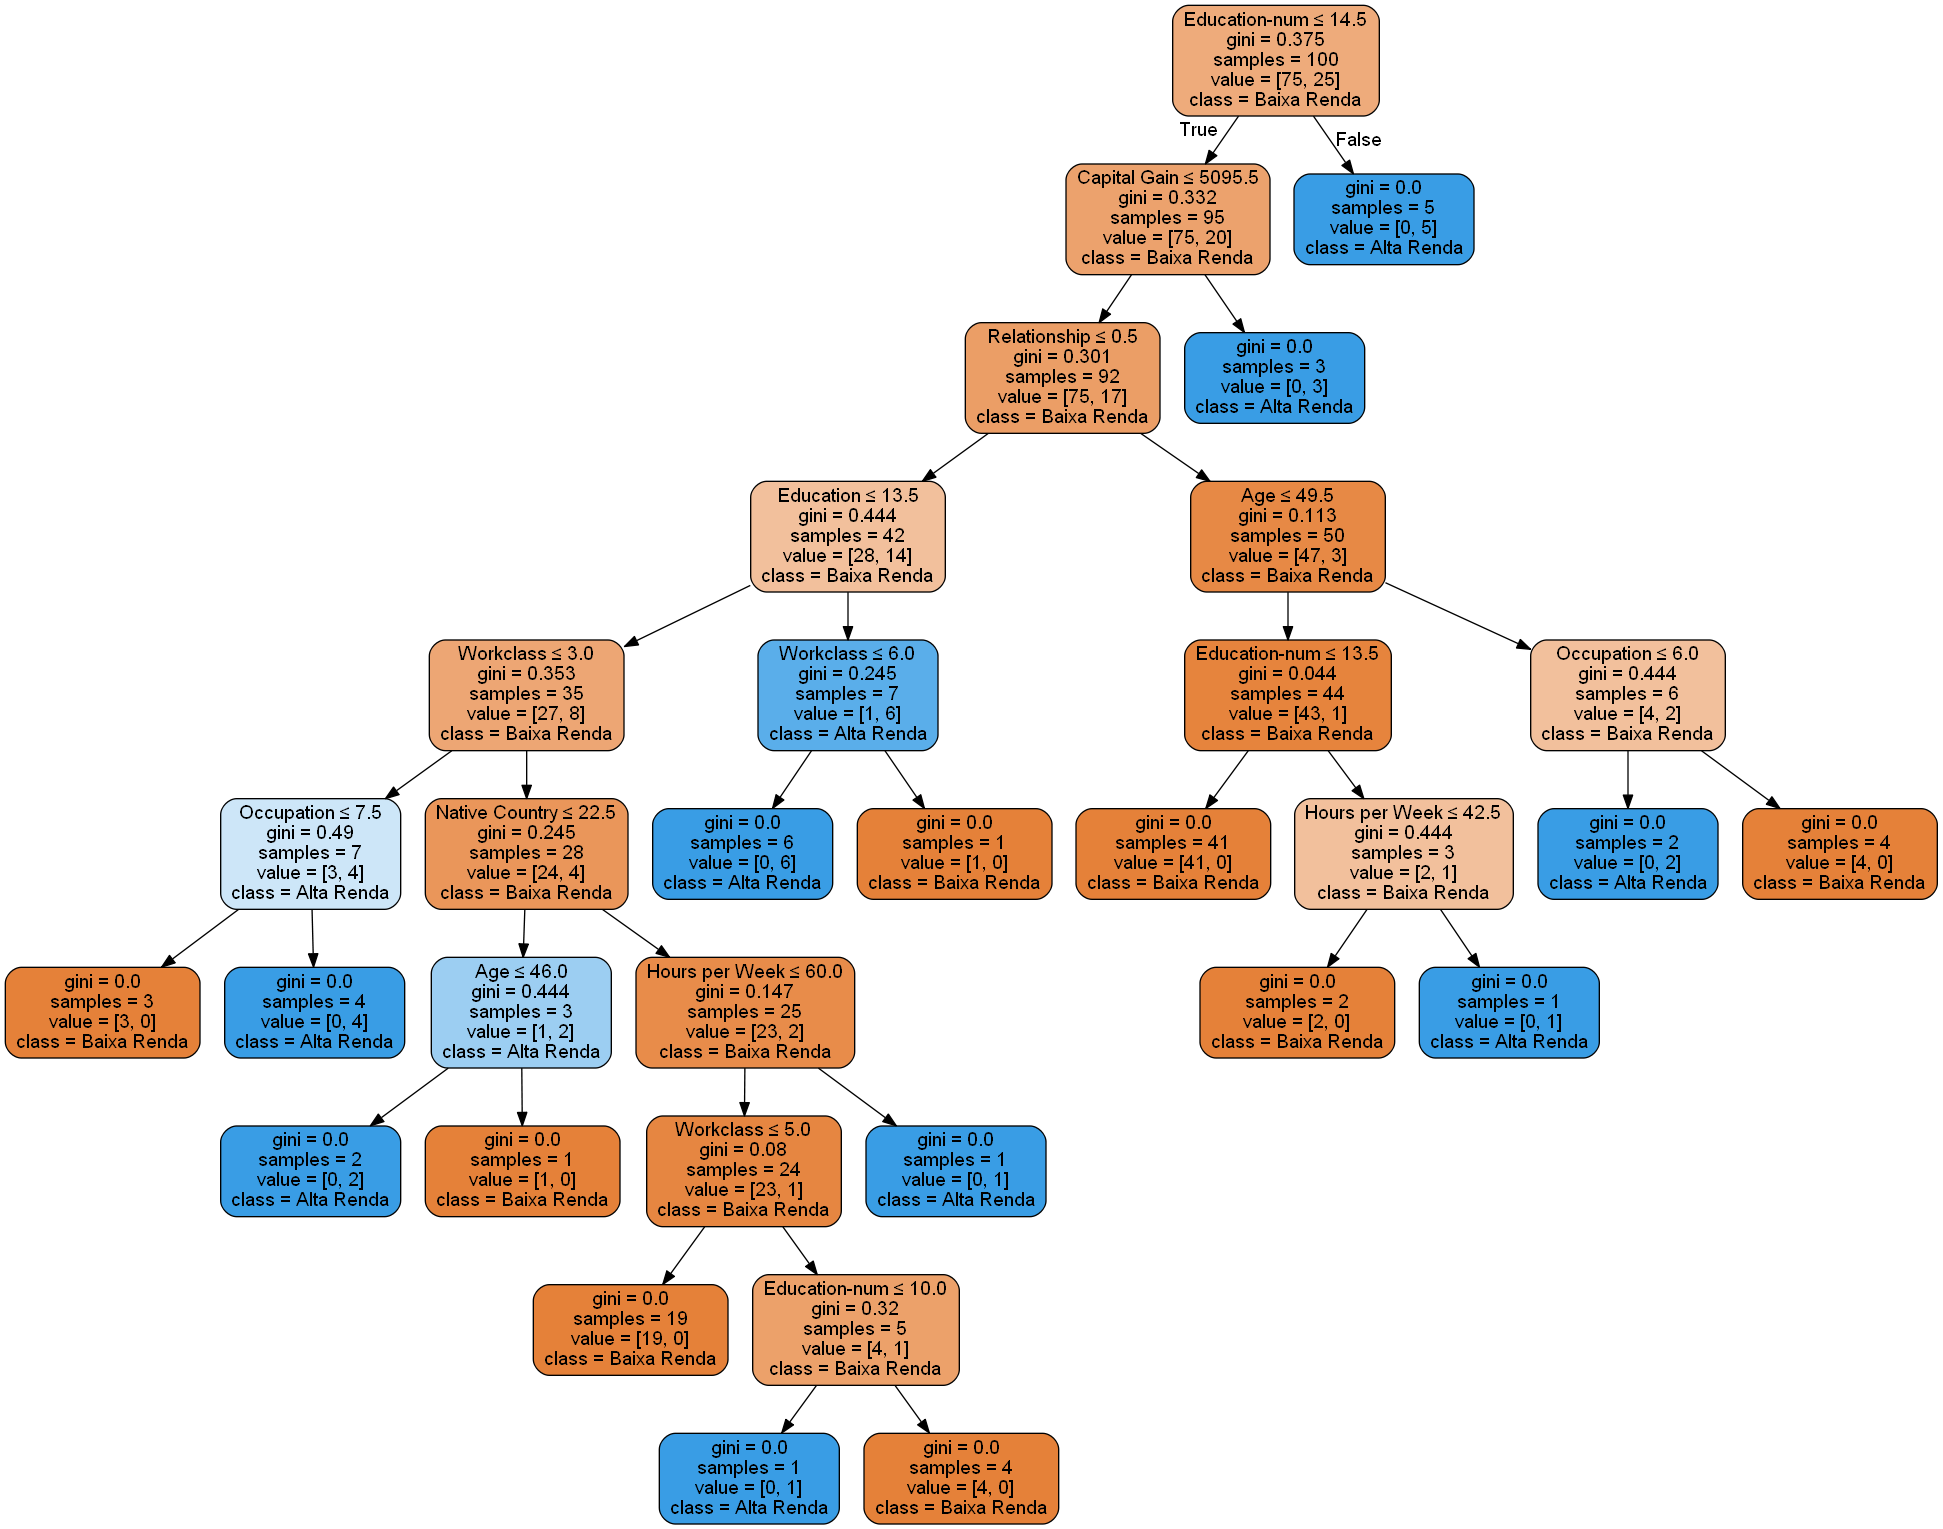 Education-num ≤ 14.5
gini = 0.375
samples = 100
value = [75, 25]
class = Baixa Renda
True
False
Capital Gain ≤ 5095.5
gini = 0.332
samples = 95
value = [75, 20]
class = Baixa Renda
gini = 0.0
samples = 5
value = [0, 5]
class = Alta Renda
Relationship ≤ 0.5
gini = 0.301
samples = 92
value = [75, 17]
class = Baixa Renda
gini = 0.0
samples = 3
value = [0, 3]
class = Alta Renda
Education ≤ 13.5
gini = 0.444
samples = 42
value = [28, 14]
class = Baixa Renda
Age ≤ 49.5
gini = 0.113
samples = 50
value = [47, 3]
class = Baixa Renda
Workclass ≤ 3.0
gini = 0.353
samples = 35
value = [27, 8]
class = Baixa Renda
Workclass ≤ 6.0
gini = 0.245
samples = 7
value = [1, 6]
class = Alta Renda
Education-num ≤ 13.5
gini = 0.044
samples = 44
value = [43, 1]
class = Baixa Renda
Occupation ≤ 6.0
gini = 0.444
samples = 6
value = [4, 2]
class = Baixa Renda
Occupation ≤ 7.5
gini = 0.49
samples = 7
value = [3, 4]
class = Alta Renda
Native Country ≤ 22.5
gini = 0.245
samples = 28
value = [24, 4]
class = Baixa Renda
gini = 0.0
samples = 6
value = [0, 6]
class = Alta Renda
gini = 0.0
samples = 1
value = [1, 0]
class = Baixa Renda
gini = 0.0
samples = 41
value = [41, 0]
class = Baixa Renda
Hours per Week ≤ 42.5
gini = 0.444
samples = 3
value = [2, 1]
class = Baixa Renda
gini = 0.0
samples = 2
value = [0, 2]
class = Alta Renda
gini = 0.0
samples = 4
value = [4, 0]
class = Baixa Renda
gini = 0.0
samples = 3
value = [3, 0]
class = Baixa Renda
gini = 0.0
samples = 4
value = [0, 4]
class = Alta Renda
Age ≤ 46.0
gini = 0.444
samples = 3
value = [1, 2]
class = Alta Renda
Hours per Week ≤ 60.0
gini = 0.147
samples = 25
value = [23, 2]
class = Baixa Renda
gini = 0.0
samples = 2
value = [2, 0]
class = Baixa Renda
gini = 0.0
samples = 1
value = [0, 1]
class = Alta Renda
gini = 0.0
samples = 2
value = [0, 2]
class = Alta Renda
gini = 0.0
samples = 1
value = [1, 0]
class = Baixa Renda
Workclass ≤ 5.0
gini = 0.08
samples = 24
value = [23, 1]
class = Baixa Renda
gini = 0.0
samples = 1
value = [0, 1]
class = Alta Renda
gini = 0.0
samples = 19
value = [19, 0]
class = Baixa Renda
Education-num ≤ 10.0
gini = 0.32
samples = 5
value = [4, 1]
class = Baixa Renda
gini = 0.0
samples = 1
value = [0, 1]
class = Alta Renda
gini = 0.0
samples = 4
value = [4, 0]
class = Baixa Renda